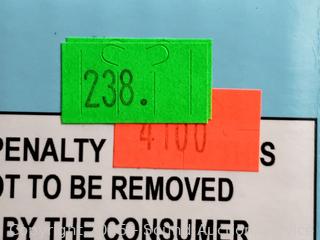 238.
4100
PENALTY
S
OT TO BE REMOVED
BY THE CONSUMER